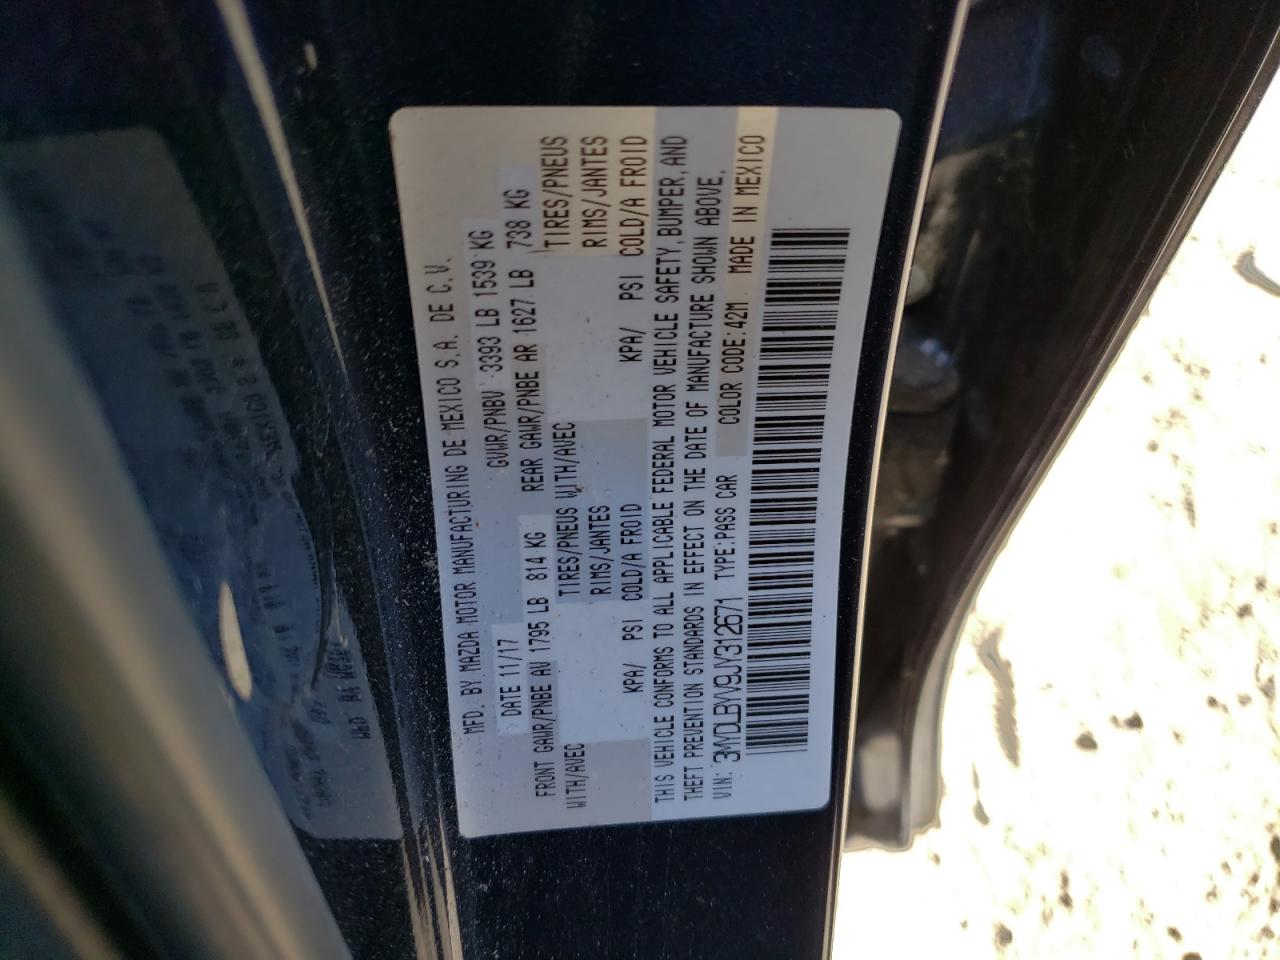 MFD. BY MAZDA MOTOR MANUFACTURING DE MEXICO S.A. DE C.V.
DATE 11/17 GVWR/PNBV 3393 LB 1539 KG
FRONT GAWR/PNBE AV 1795 LB 814 KG REAR GAWR/PNBE AR 1627 LB 738 KG
WITH/AVEC TIRES/PNEUS WITH/AVEC TIRES/PNEUS
RIMS/JANTES RIMS/JANTES
KPA/ PSI COLD/A FROID KPA/ PSI COLD/A FROID
THIS VEHICLE CONFORMS TO ALL APPLICABLE FEDERAL MOTOR VEHICLE SAFETY, BUMPER, AND
THEFT PREVENTION STANDARDS IN EFFECT ON THE DATE OF MANUFACTURE SHOWN ABOVE.
VIN: 3MYDLBYV9JY312671 TYPE:PASS CAR COLOR CODE:42M MADE IN MEXICO